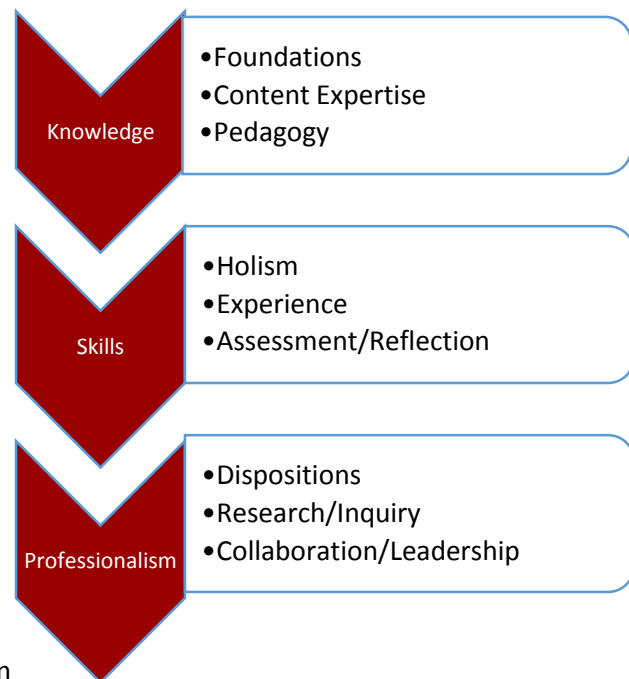 Knowledge
•Foundations
•Content Expertise
•Pedagogy
Skills
•Holism
•Experience
•Assessment/Reflection
Professionalism
•Dispositions
•Research/Inquiry
•Collaboration/Leadership